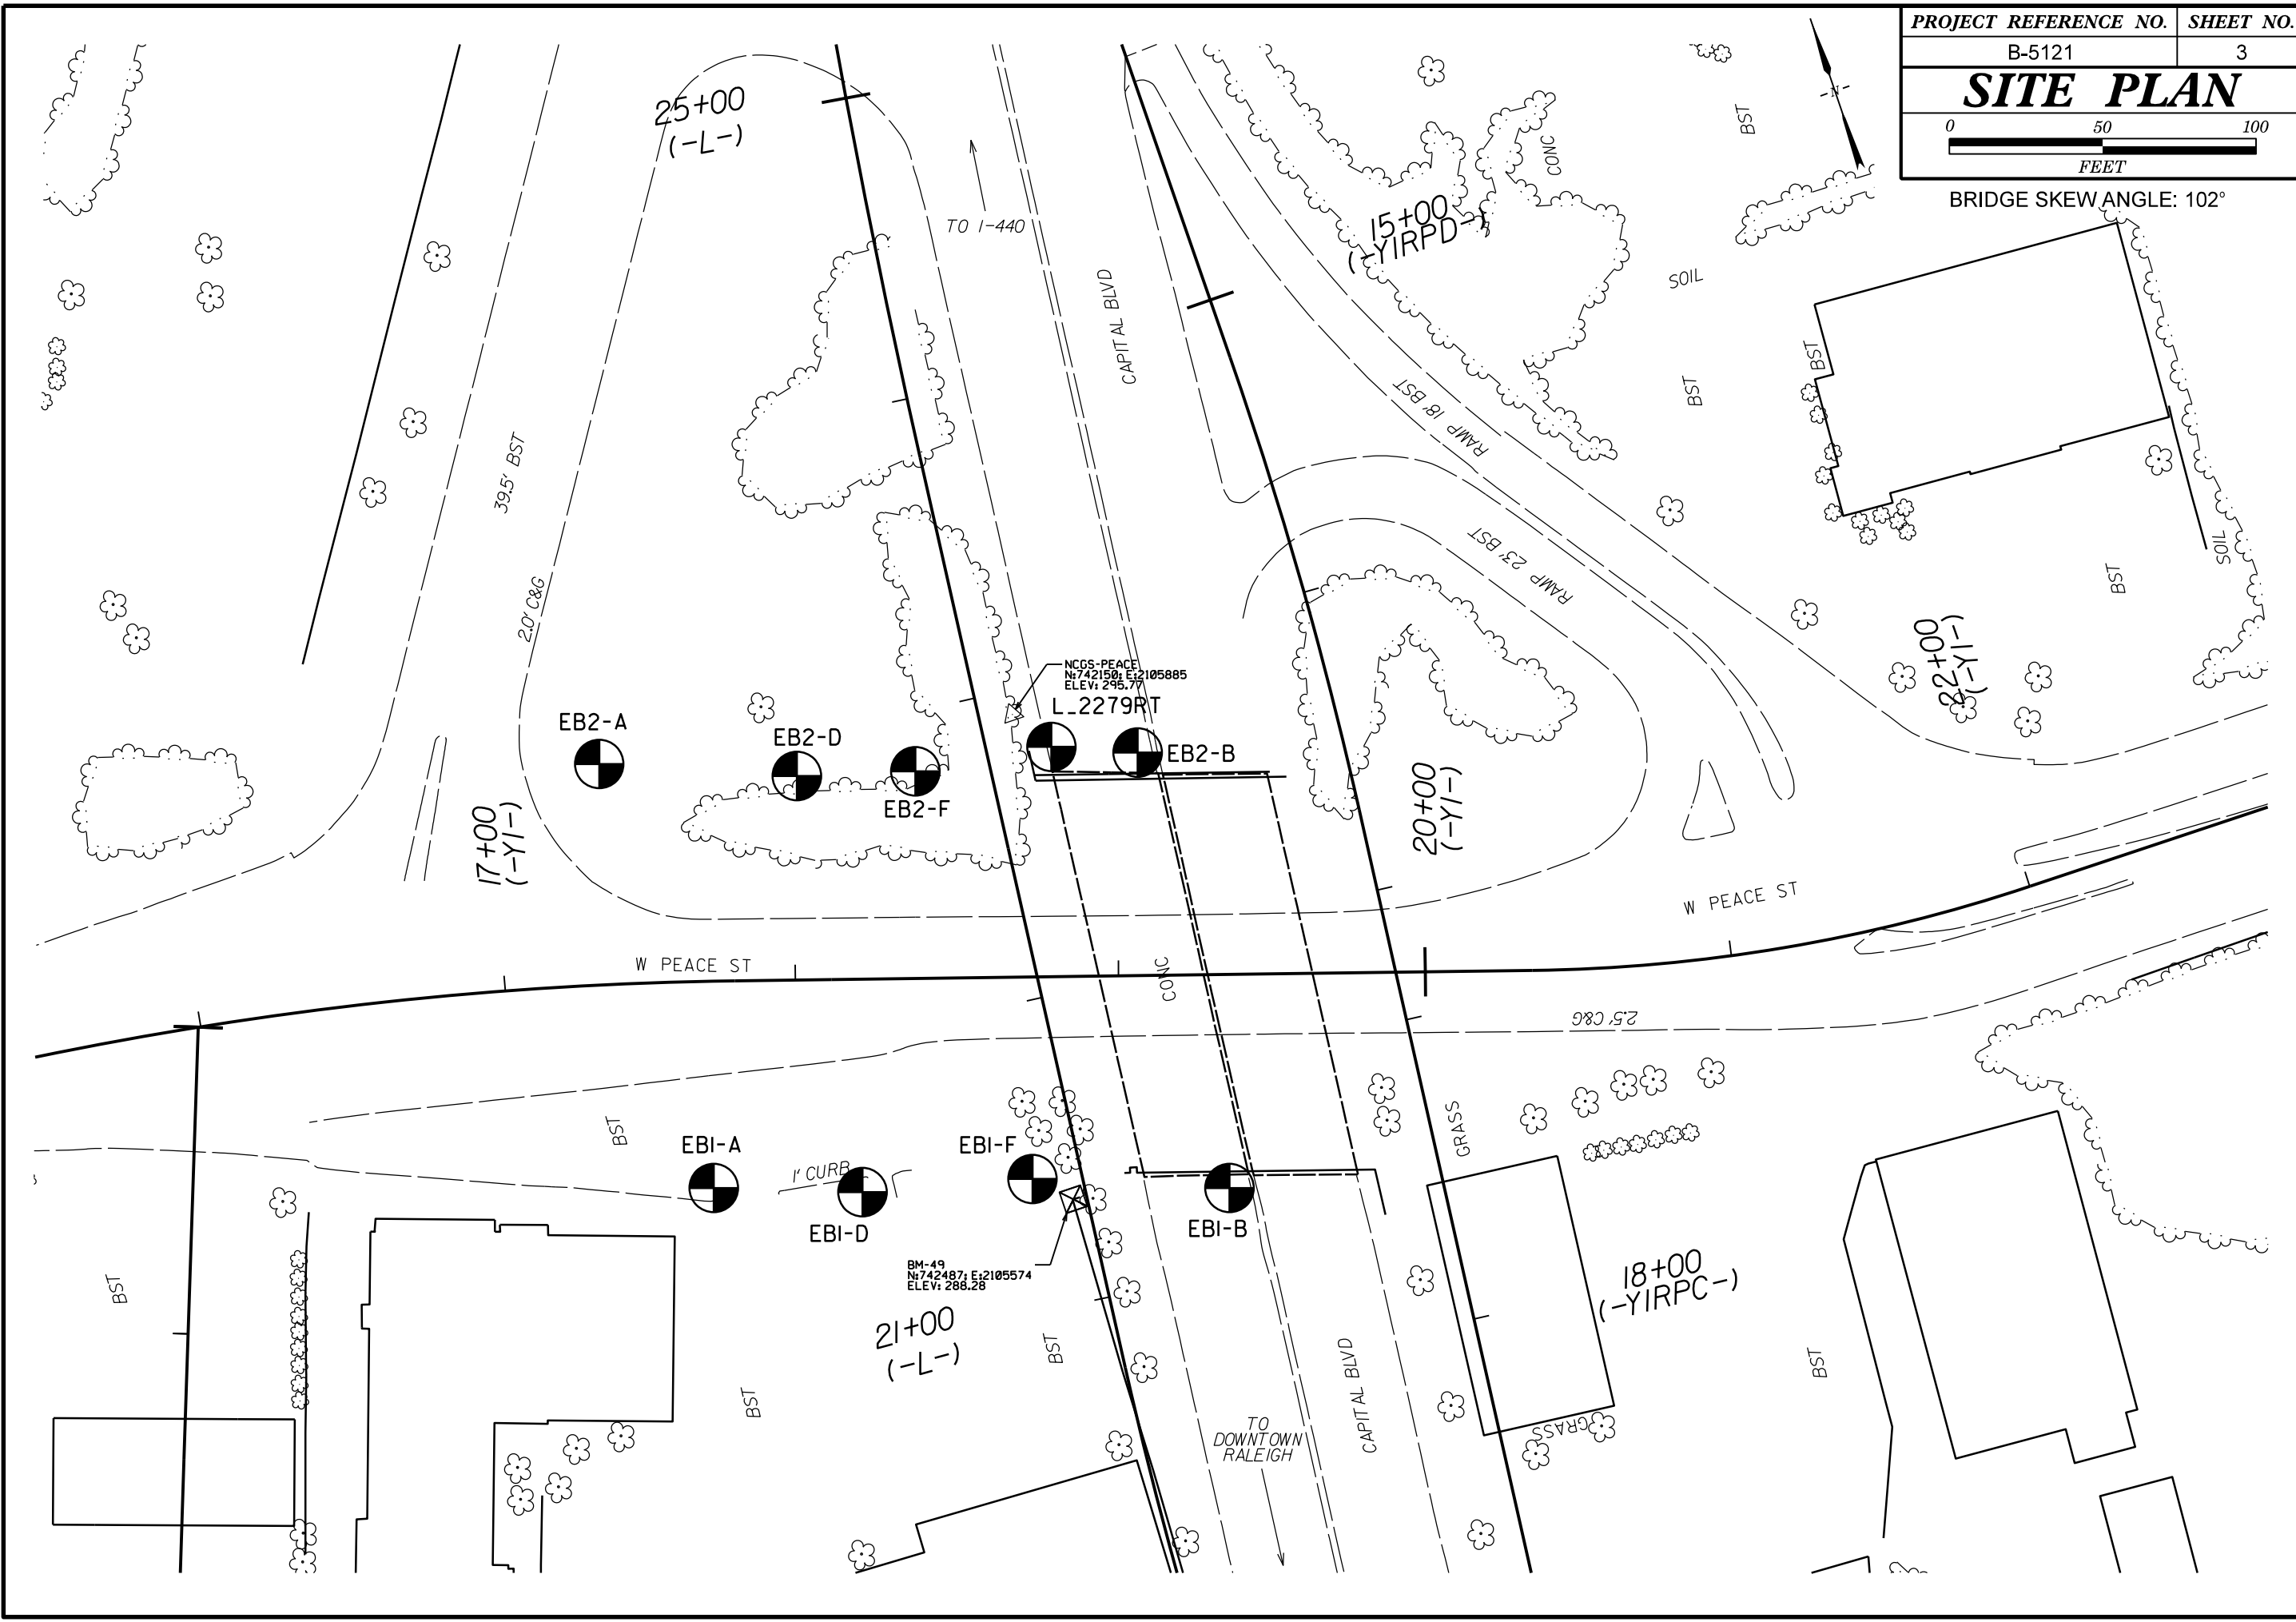 PROJECT REFERENCE NO. SHEET NO.
B-5121 3
SITE PLAN
0 50 100
FEET
BRIDGE SKEW ANGLE: 102°
-N-
25+00
(-L-)
TO I-440
CAPITAL BLVD
15+00
(-Y1RPD-)
CONC
BST
SOIL
BST
BST
RAMP 18' BST
RAMP 23' BST
39.5' BST
2.0' C&G
SOIL
BST
22+00
(-Y1-)
NCGS-PEACE
N:742150; E:2105885
ELEV: 295.77
L_2279RT
EB2-A
EB2-D
EB2-F
EB2-B
17+00
(-Y1-)
20+00
(-Y1-)
W PEACE ST
W PEACE ST
CONC
2.5' C&G
BST
EB1-A
1' CURB
EB1-D
EB1-F
EB1-B
GRASS
BM-49
N:742487; E:2105574
ELEV: 288.28
BST
21+00
(-L-)
BST
BST
18+00
(-Y1RPC-)
BST
CAPITAL BLVD
GRASS
TO
DOWNTOWN
RALEIGH